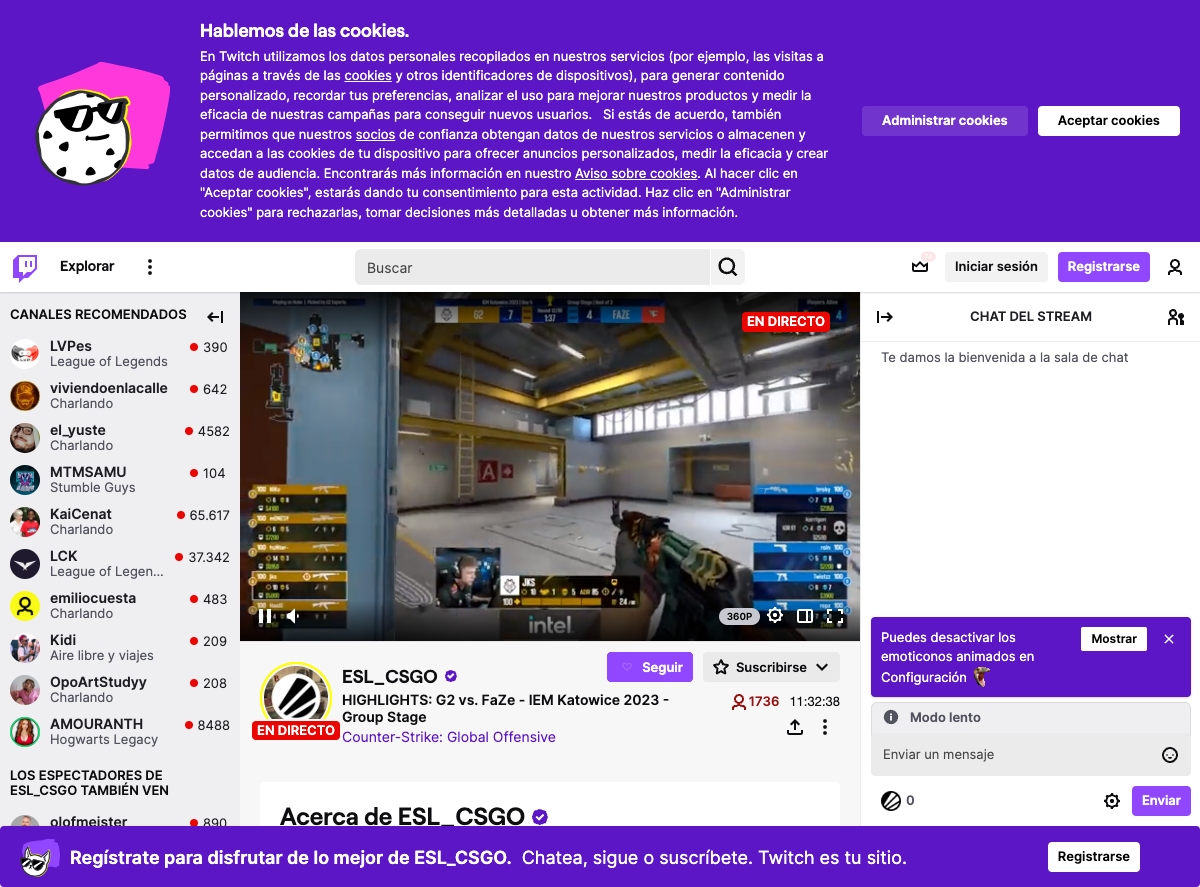 Hablemos de las cookies.
En Twitch utilizamos los datos personales recopilados en nuestros servicios (por ejemplo, las visitas a
páginas a través de las cookies y otros identificadores de dispositivos), para generar contenido
personalizado, recordar tus preferencias, analizar el uso para mejorar nuestros productos y medir la
eficacia de nuestras campañas para conseguir nuevos usuarios. Si estás de acuerdo, también
permitimos que nuestros socios de confianza obtengan datos de nuestros servicios o almacenen y
accedan a las cookies de tu dispositivo para ofrecer anuncios personalizados, medir la eficacia y crear
datos de audiencia. Encontrarás más información en nuestro Aviso sobre cookies. Al hacer clic en
"Aceptar cookies", estarás dando tu consentimiento para esta actividad. Haz clic en "Administrar
cookies" para rechazarlas, tomar decisiones más detalladas u obtener más información.
Administrar cookies
Aceptar cookies
Explorar
Buscar
Iniciar sesión
Registrarse
CANALES RECOMENDADOS
LVPes 390
League of Legends
viviendoenlacalle 642
Charlando
el_yuste 4582
Charlando
MTMSAMU 104
Stumble Guys
KaiCenat 65.617
Charlando
LCK 37.342
League of Legen...
emiliocuesta 483
Charlando
Kidi 209
Aire libre y viajes
OpoArtStudyy 208
Charlando
AMOURANTH 8488
Hogwarts Legacy
LOS ESPECTADORES DE
ESL_CSGO TAMBIÉN VEN
olofmeister 890
G2 7 1:37 4 FAZE
EN DIRECTO
A
JKS
intel
360P
ESL_CSGO
Seguir
Suscribirse
HIGHLIGHTS: G2 vs. FaZe - IEM Katowice 2023 -
Group Stage
1736 11:32:38
EN DIRECTO
Counter-Strike: Global Offensive
Acerca de ESL_CSGO
CHAT DEL STREAM
Te damos la bienvenida a la sala de chat
Puedes desactivar los
emoticonos animados en
Configuración
Mostrar
Modo lento
Enviar un mensaje
0
Enviar
Regístrate para disfrutar de lo mejor de ESL_CSGO. Chatea, sigue o suscríbete. Twitch es tu sitio.
Registrarse